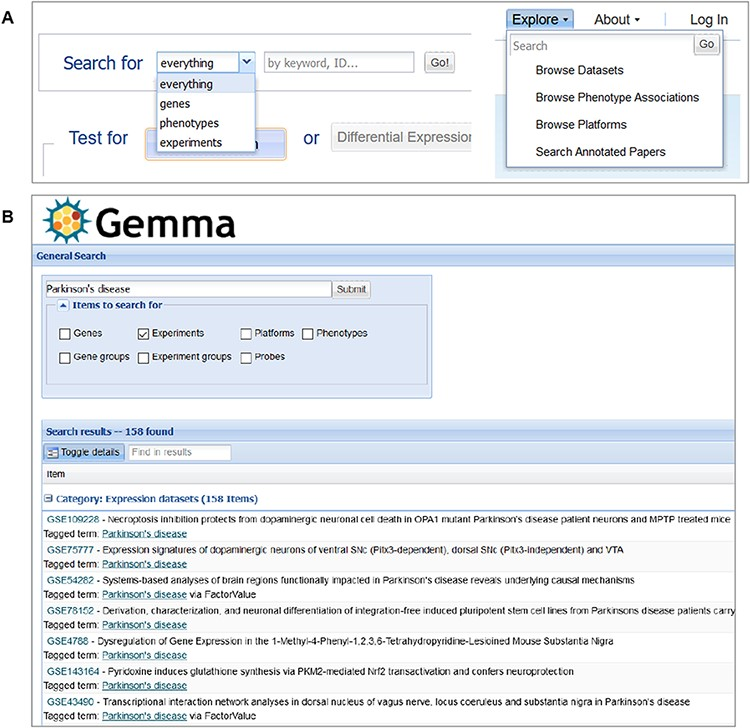 A
Search for everything by keyword, ID... Go!
everything
genes
phenotypes
experiments
Test for or Differential Expression
Explore About Log In
Search Go
Browse Datasets
Browse Phenotype Associations
Browse Platforms
Search Annotated Papers
B
Gemma
General Search
Parkinson's disease Submit
Items to search for
Genes Experiments Platforms Phenotypes
Gene groups Experiment groups Probes
Search results -- 158 found
Toggle details Find in results
Item
Category: Expression datasets (158 Items)
GSE109228 - Necroptosis inhibition protects from dopaminergic neuronal cell death in OPA1 mutant Parkinson's disease patient neurons and MPTP treated mice
Tagged term: Parkinson's disease
GSE75777 - Expression signatures of dopaminergic neurons of ventral SNc (Pitx3-dependent), dorsal SNc (Pitx3-independent) and VTA
Tagged term: Parkinson's disease
GSE54282 - Systems-based analyses of brain regions functionally impacted in Parkinson's disease reveals underlying causal mechanisms
Tagged term: Parkinson's disease via FactorValue
GSE78152 - Derivation, characterization, and neuronal differentiation of integration-free induced pluripotent stem cell lines from Parkinsons disease patients carry
Tagged term: Parkinson's disease
GSE4788 - Dysregulation of Gene Expression in the 1-Methyl-4-Phenyl-1,2,3,6-Tetrahydropyridine-Lesioined Mouse Substantia Nigra
Tagged term: Parkinson's disease
GSE143164 - Pyridoxine induces glutathione synthesis via PKM2-mediated Nrf2 transactivation and confers neuroprotection
Tagged term: Parkinson's disease
GSE43490 - Transcriptional interaction network analyses in dorsal nucleus of vagus nerve, locus coeruleus and substantia nigra in Parkinson's disease
Tagged term: Parkinson's disease via FactorValue